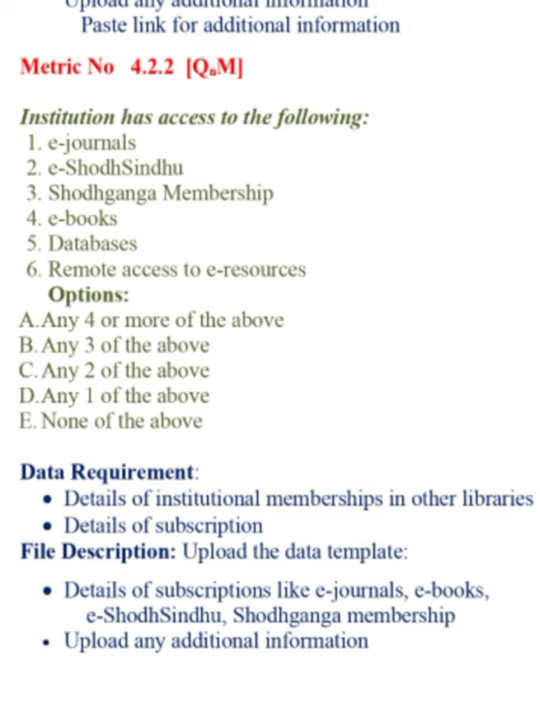 Upload any additional information
Paste link for additional information
Metric No 4.2.2 [QnM]
Institution has access to the following:
1. e-journals
2. e-ShodhSindhu
3. Shodhganga Membership
4. e-books
5. Databases
6. Remote access to e-resources
Options:
A.Any 4 or more of the above
B.Any 3 of the above
C.Any 2 of the above
D.Any 1 of the above
E. None of the above
Data Requirement:
• Details of institutional memberships in other libraries
• Details of subscription
File Description: Upload the data template:
• Details of subscriptions like e-journals, e-books,
e-ShodhSindhu, Shodhganga membership
• Upload any additional information